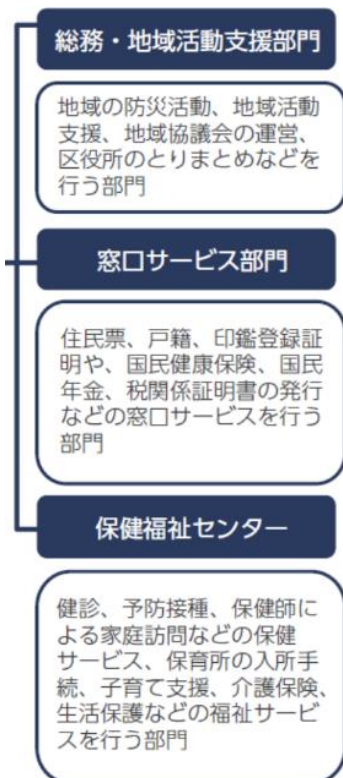 総務・地域活動支援部門
地域の防災活動、地域活動
支援、地域協議会の運営、
区役所のとりまとめなどを
行う部門
窓口サービス部門
住民票、戸籍、印鑑登録証
明や、国民健康保険、国民
年金、税関係証明書の発行
などの窓口サービスを行う
部門
保健福祉センター
健診、予防接種、保健師に
よる家庭訪問などの保健
サービス、保育所の入所手
続、子育て支援、介護保険、
生活保護などの福祉サービ
スを行う部門